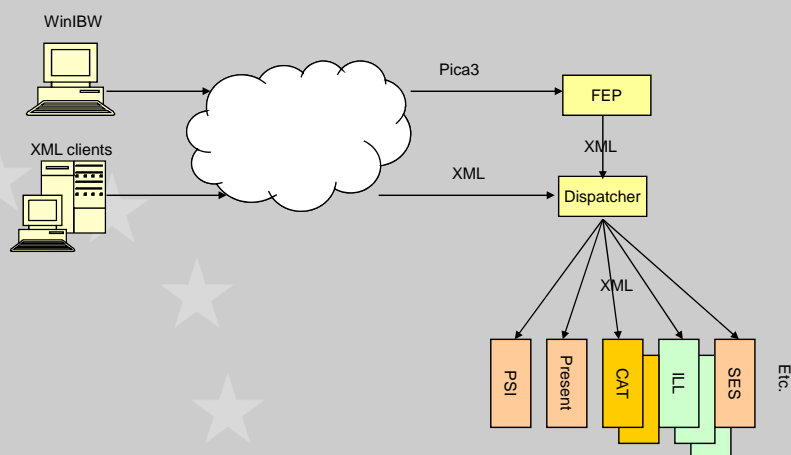 WinIBW
Pica3
FEP
XML clients
XML
XML
Dispatcher
XML
PSI
Present
CAT
ILL
SES
Etc.